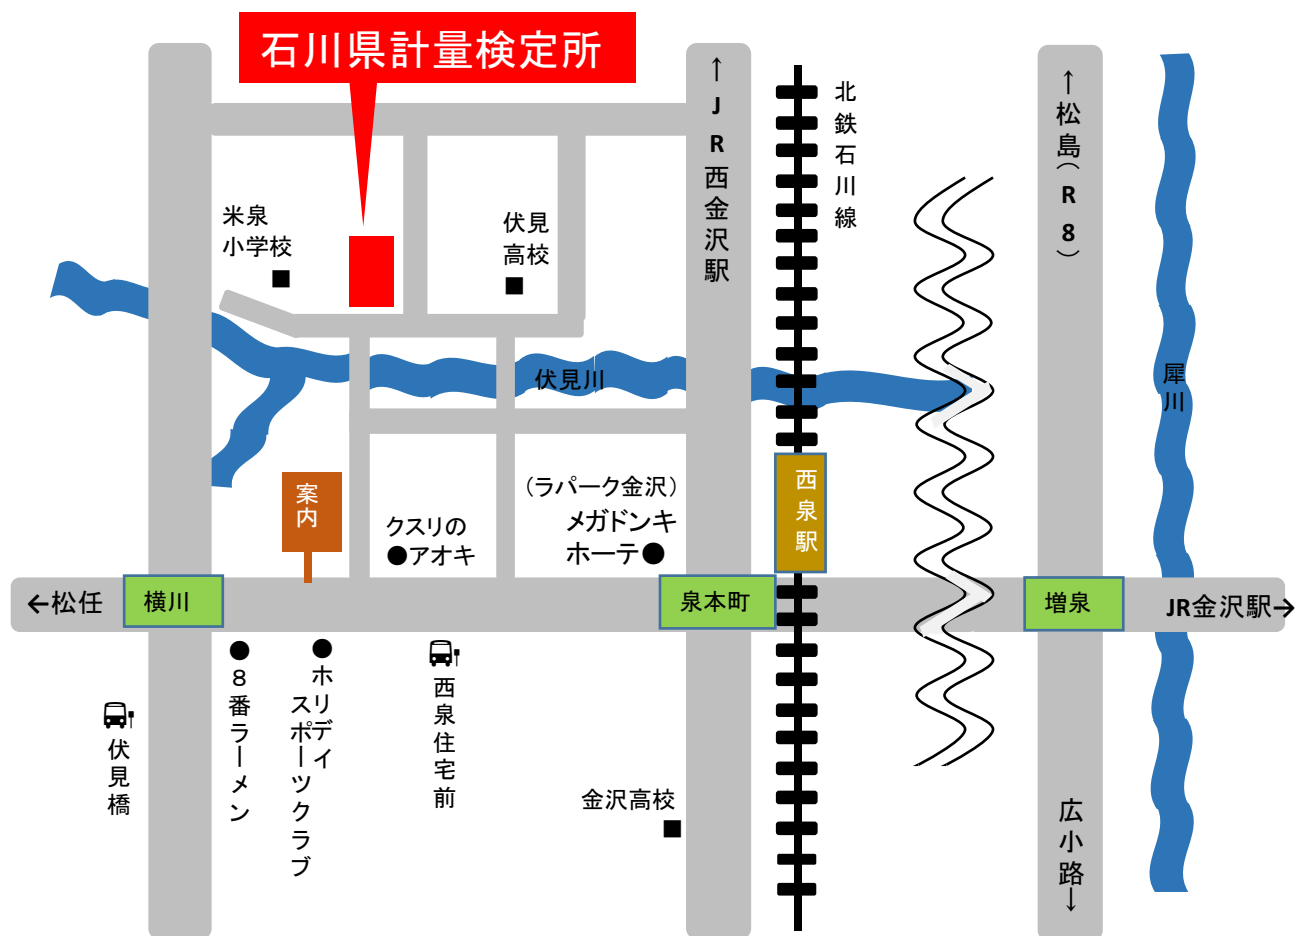 石川県計量検定所
↑JR西金沢駅
北鉄石川線
↑松島（R8）
米泉
小学校
伏見
高校
伏見川
犀川
案内
クスリの
●アオキ
（ラパーク金沢）
メガドンキ
ホーテ●
西泉駅
←松任
横川
泉本町
増泉
JR金沢駅→
伏見橋
8番ラーメン
ホリデイ
スポーツクラブ
西泉住宅前
金沢高校
広小路↓